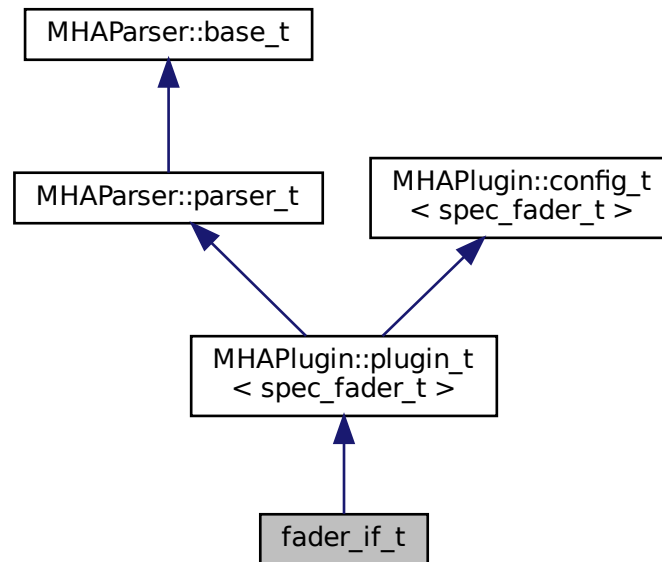 MHAParser::base_t
MHAParser::parser_t
MHAPlugin::config_t
< spec_fader_t >
MHAPlugin::plugin_t
< spec_fader_t >
fader_if_t